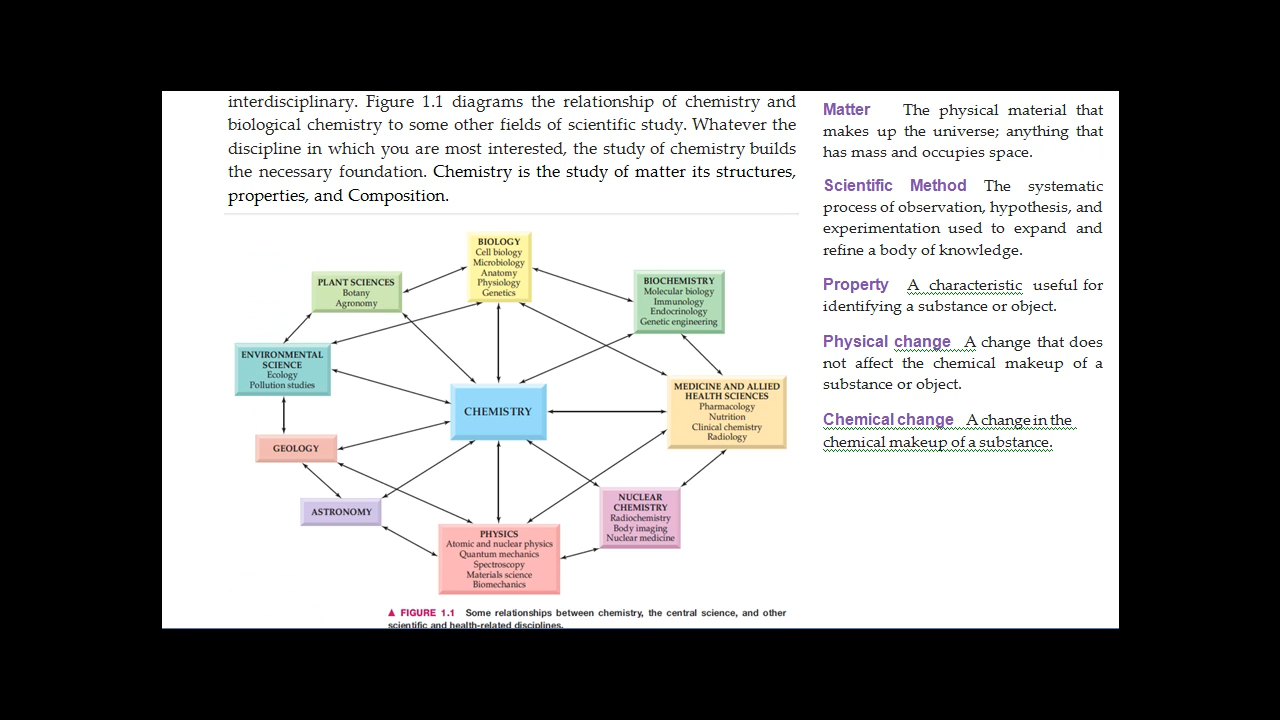 interdisciplinary. Figure 1.1 diagrams the relationship of chemistry and
biological chemistry to some other fields of scientific study. Whatever the
discipline in which you are most interested, the study of chemistry builds
the necessary foundation. Chemistry is the study of matter its structures,
properties, and Composition.
BIOLOGY
Cell biology
Microbiology
Anatomy
Physiology
Genetics
PLANT SCIENCES
Botany
Agronomy
BIOCHEMISTRY
Molecular biology
Immunology
Endocrinology
Genetic engineering
ENVIRONMENTAL
SCIENCE
Ecology
Pollution studies
CHEMISTRY
MEDICINE AND ALLIED
HEALTH SCIENCES
Pharmacology
Nutrition
Clinical chemistry
Radiology
GEOLOGY
ASTRONOMY
NUCLEAR
CHEMISTRY
Radiochemistry
Body imaging
Nuclear medicine
PHYSICS
Atomic and nuclear physics
Quantum mechanics
Spectroscopy
Materials science
Biomechanics
▲ FIGURE 1.1 Some relationships between chemistry, the central science, and other
scientific and health-related disciplines.
Matter The physical material that
makes up the universe; anything that
has mass and occupies space.
Scientific Method The systematic
process of observation, hypothesis, and
experimentation used to expand and
refine a body of knowledge.
Property A characteristic useful for
identifying a substance or object.
Physical change A change that does
not affect the chemical makeup of a
substance or object.
Chemical change A change in the
chemical makeup of a substance.